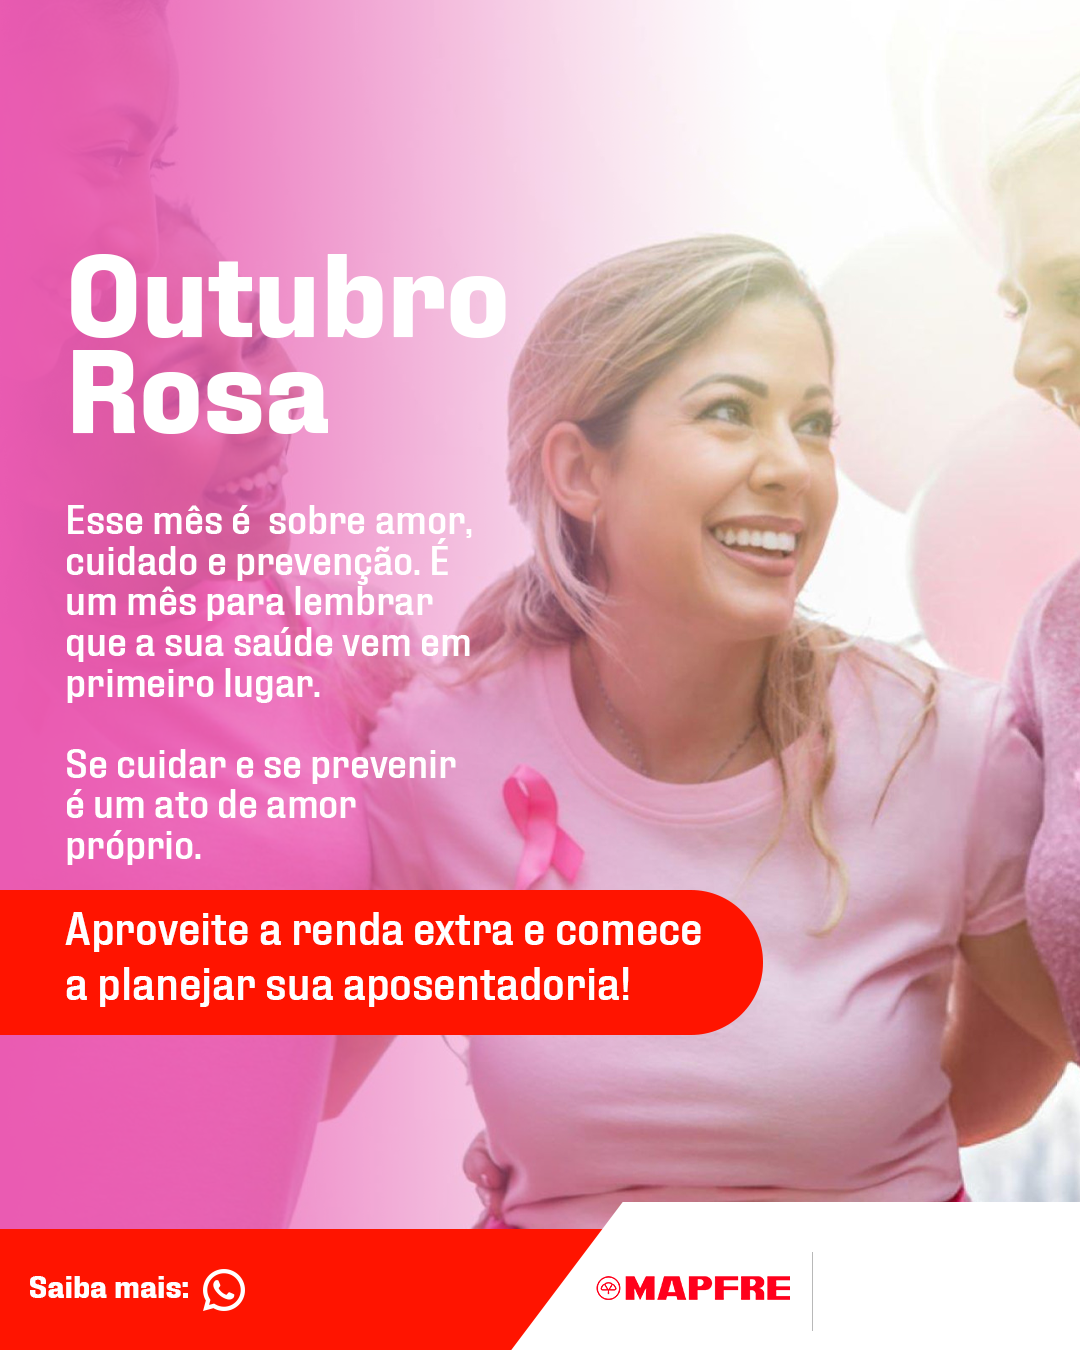 Outubro
Rosa
Esse mês é  sobre amor,
cuidado e prevenção. É
um mês para lembrar
que a sua saúde vem em
primeiro lugar.
Se cuidar e se prevenir
é um ato de amor
próprio.
Aproveite a renda extra e comece
a planejar sua aposentadoria!
Saiba mais:
MAPFRE